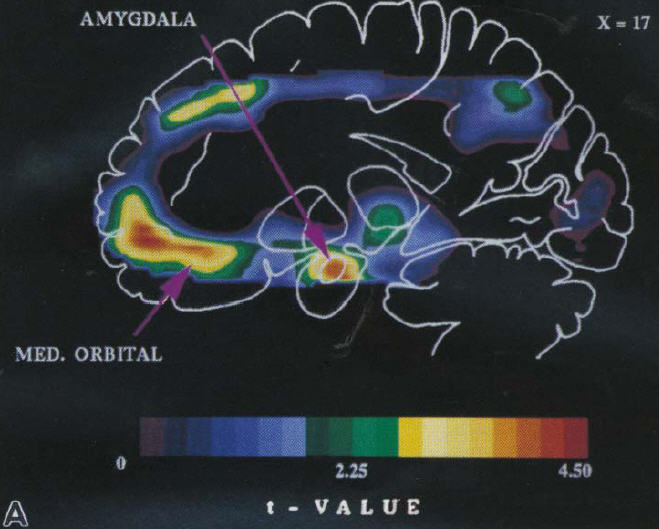 AMYGDALA
X = 17
MED. ORBITAL
0
2.25
4.50
t - VALUE
A